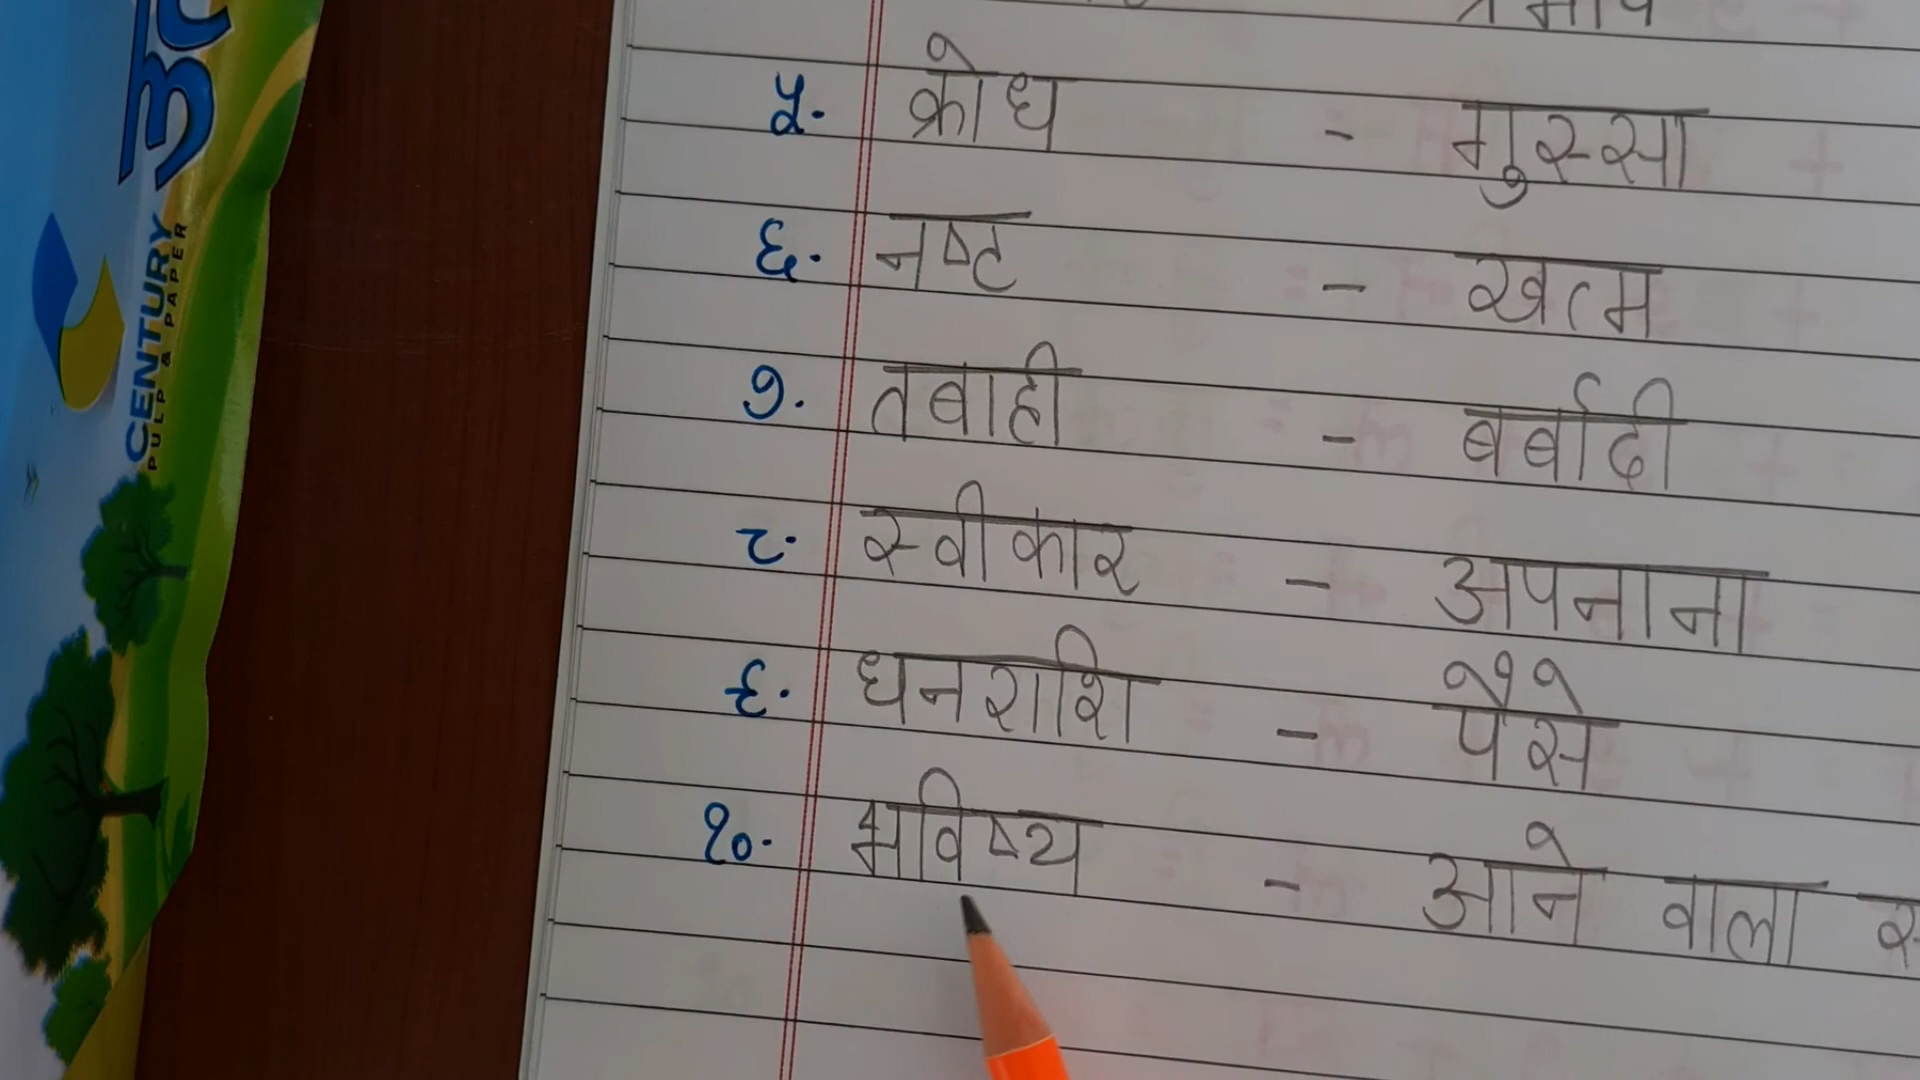 ५. क्रोध - गुस्सा
६. नष्ट - खत्म
७. तबाही - बर्बादी
८. स्वीकार - अपनाना
९. धनराशि - पैसे
१०. भविष्य - आने वाला
CENTURY
PULP & PAPER